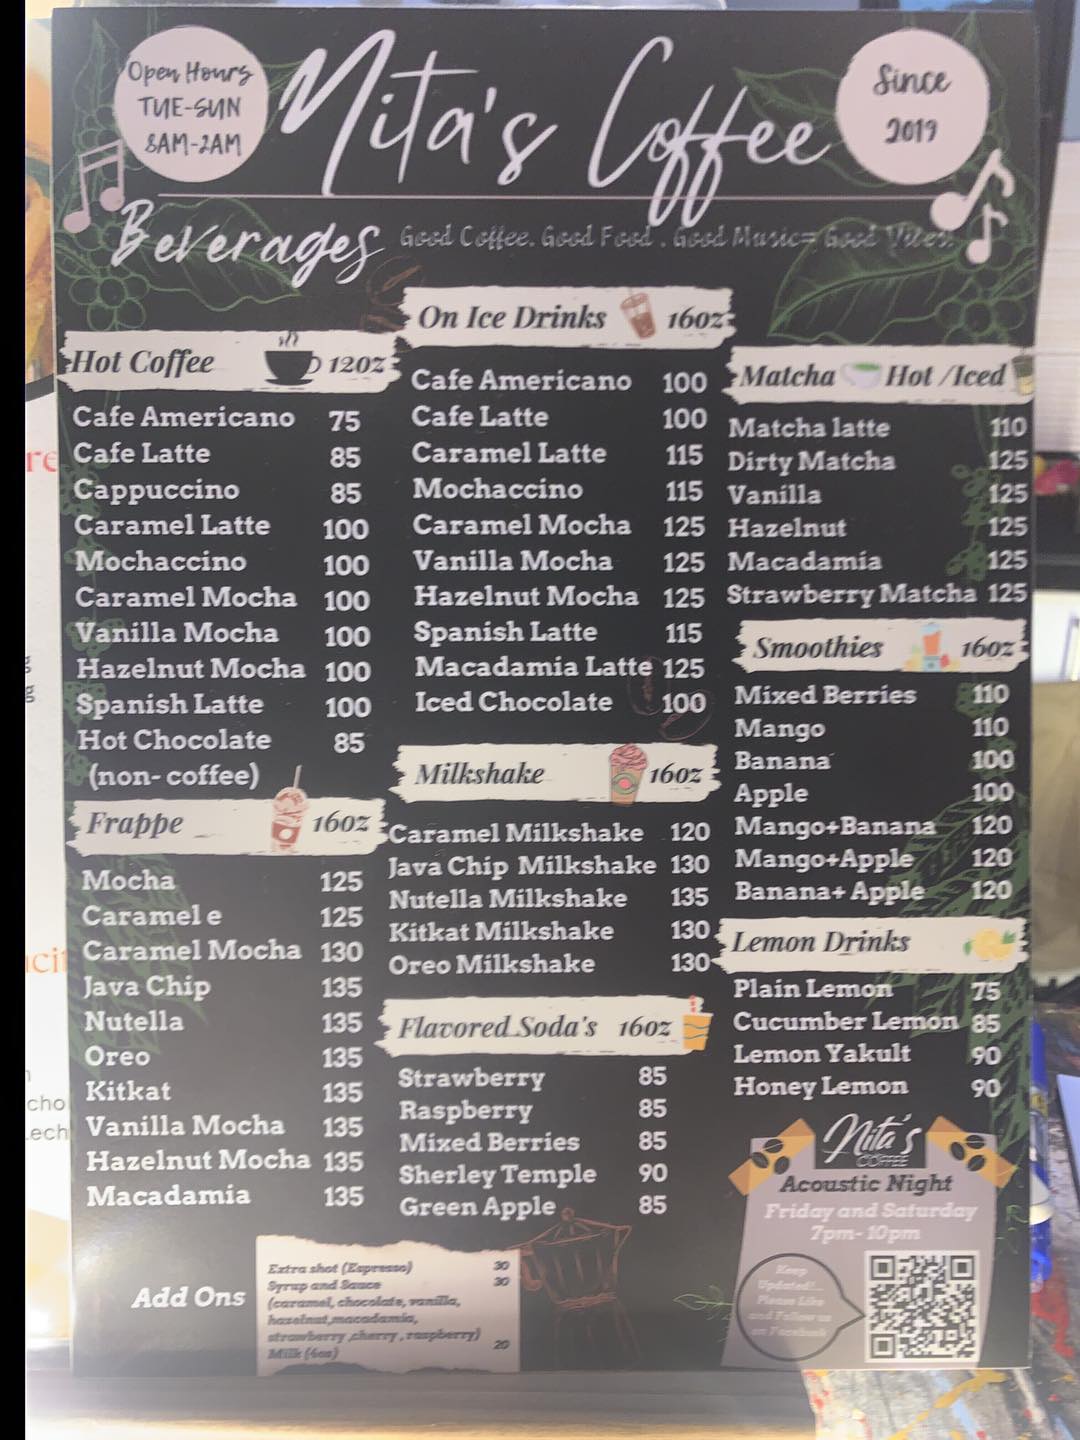 Open Hours
TUE-SUN
8AM-2AM
Nita's Coffee
Since
2019
Beverages
Good Coffee. Good Food . Good Music= Good Vibes!
Hot Coffee 12oz
Cafe Americano 75
Cafe Latte 85
Cappuccino 85
Caramel Latte 100
Mochaccino 100
Caramel Mocha 100
Vanilla Mocha 100
Hazelnut Mocha 100
Spanish Latte 100
Hot Chocolate 85
(non- coffee)
Frappe 16oz
Mocha 125
Caramel e 125
Caramel Mocha 130
Java Chip 135
Nutella 135
Oreo 135
Kitkat 135
Vanilla Mocha 135
Hazelnut Mocha 135
Macadamia 135
On Ice Drinks 16oz
Cafe Americano 100
Cafe Latte 100
Caramel Latte 115
Mochaccino 115
Caramel Mocha 125
Vanilla Mocha 125
Hazelnut Mocha 125
Spanish Latte 115
Macadamia Latte 125
Iced Chocolate 100
Milkshake 16oz
Caramel Milkshake 120
Java Chip Milkshake 130
Nutella Milkshake 135
Kitkat Milkshake 130
Oreo Milkshake 130
Flavored Soda's 16oz
Strawberry 85
Raspberry 85
Mixed Berries 85
Sherley Temple 90
Green Apple 85
Matcha Hot /Iced
Matcha latte 110
Dirty Matcha 125
Vanilla 125
Hazelnut 125
Macadamia 125
Strawberry Matcha 125
Smoothies 16oz
Mixed Berries 110
Mango 110
Banana 100
Apple 100
Mango+Banana 120
Mango+Apple 120
Banana+ Apple 120
Lemon Drinks
Plain Lemon 75
Cucumber Lemon 85
Lemon Yakult 90
Honey Lemon 90
Add Ons
Extra shot (Espresso) 30
Syrup and Sauce 30
(caramel, chocolate, vanilla,
hazelnut,macadamia,
strawberry ,cherry , raspberry)
Milk (6oz) 20
Nita's
COFFEE
Acoustic Night
Friday and Saturday
7pm- 10pm
Keep
Updated!...
Please Like
and Follow us
on Facebook